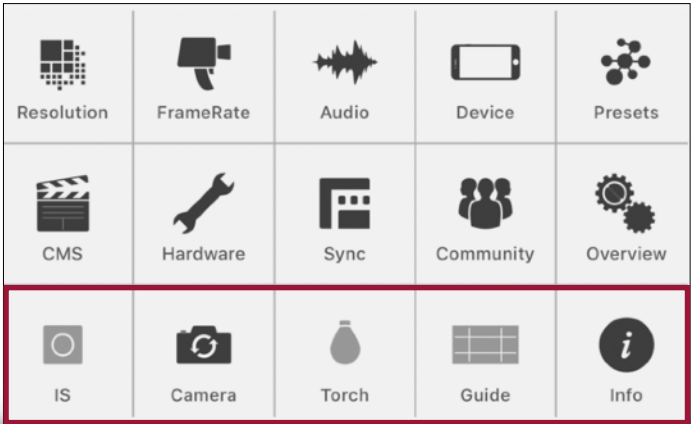 Resolution FrameRate Audio Device Presets
CMS Hardware Sync Community Overview
IS Camera Torch Guide Info